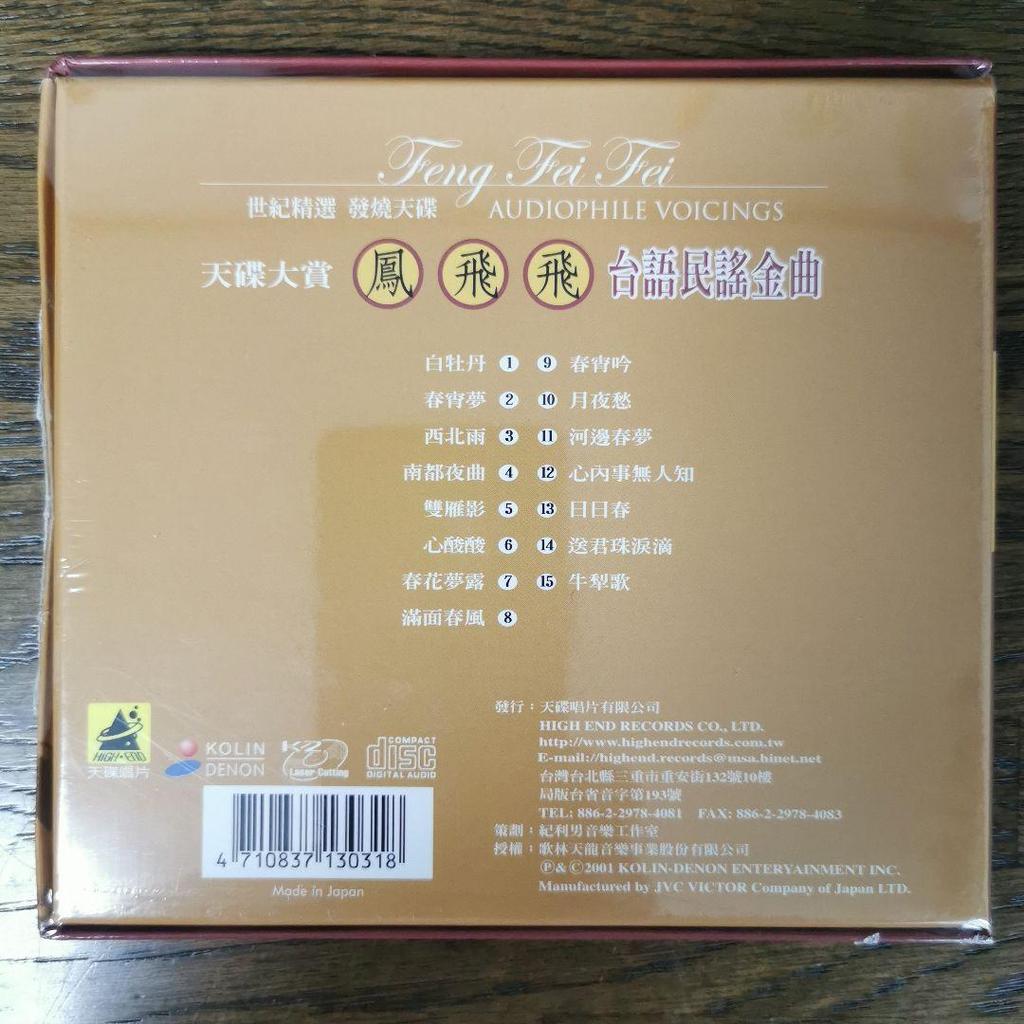 Feng Fei Fei
世紀精選 發燒天碟 AUDIOPHILE VOICINGS
天碟大賞 鳳飛飛 台語民謠金曲
白牡丹 1
春宵夢 2
西北雨 3
南都夜曲 4
雙雁影 5
心酸酸 6
春花夢露 7
滿面春風 8
9 春宵吟
10 月夜愁
11 河邊春夢
12 心內事無人知
13 日日春
14 送君珠淚滴
15 牛犁歌
HIGH•END
天碟唱片
KOLIN
DENON
K2
Laser Cutting
COMPACT
disc
DIGITAL AUDIO
4 710837 130318
Made in Japan
發行：天碟唱片有限公司
HIGH END RECORDS CO., LTD.
http://www.highendrecords.com.tw
E-mail://highend.records@msa.hinet.net
台灣台北縣三重市重安街132號10樓
局版台省音字第193號
TEL: 886-2-2978-4081 FAX: 886-2-2978-4083
策劃：紀利男音樂工作室
授權：歌林天龍音樂事業股份有限公司
Ⓟ&Ⓒ2001 KOLIN-DENON ENTERYAINMENT INC.
Manufactured by JVC VICTOR Company of Japan LTD.